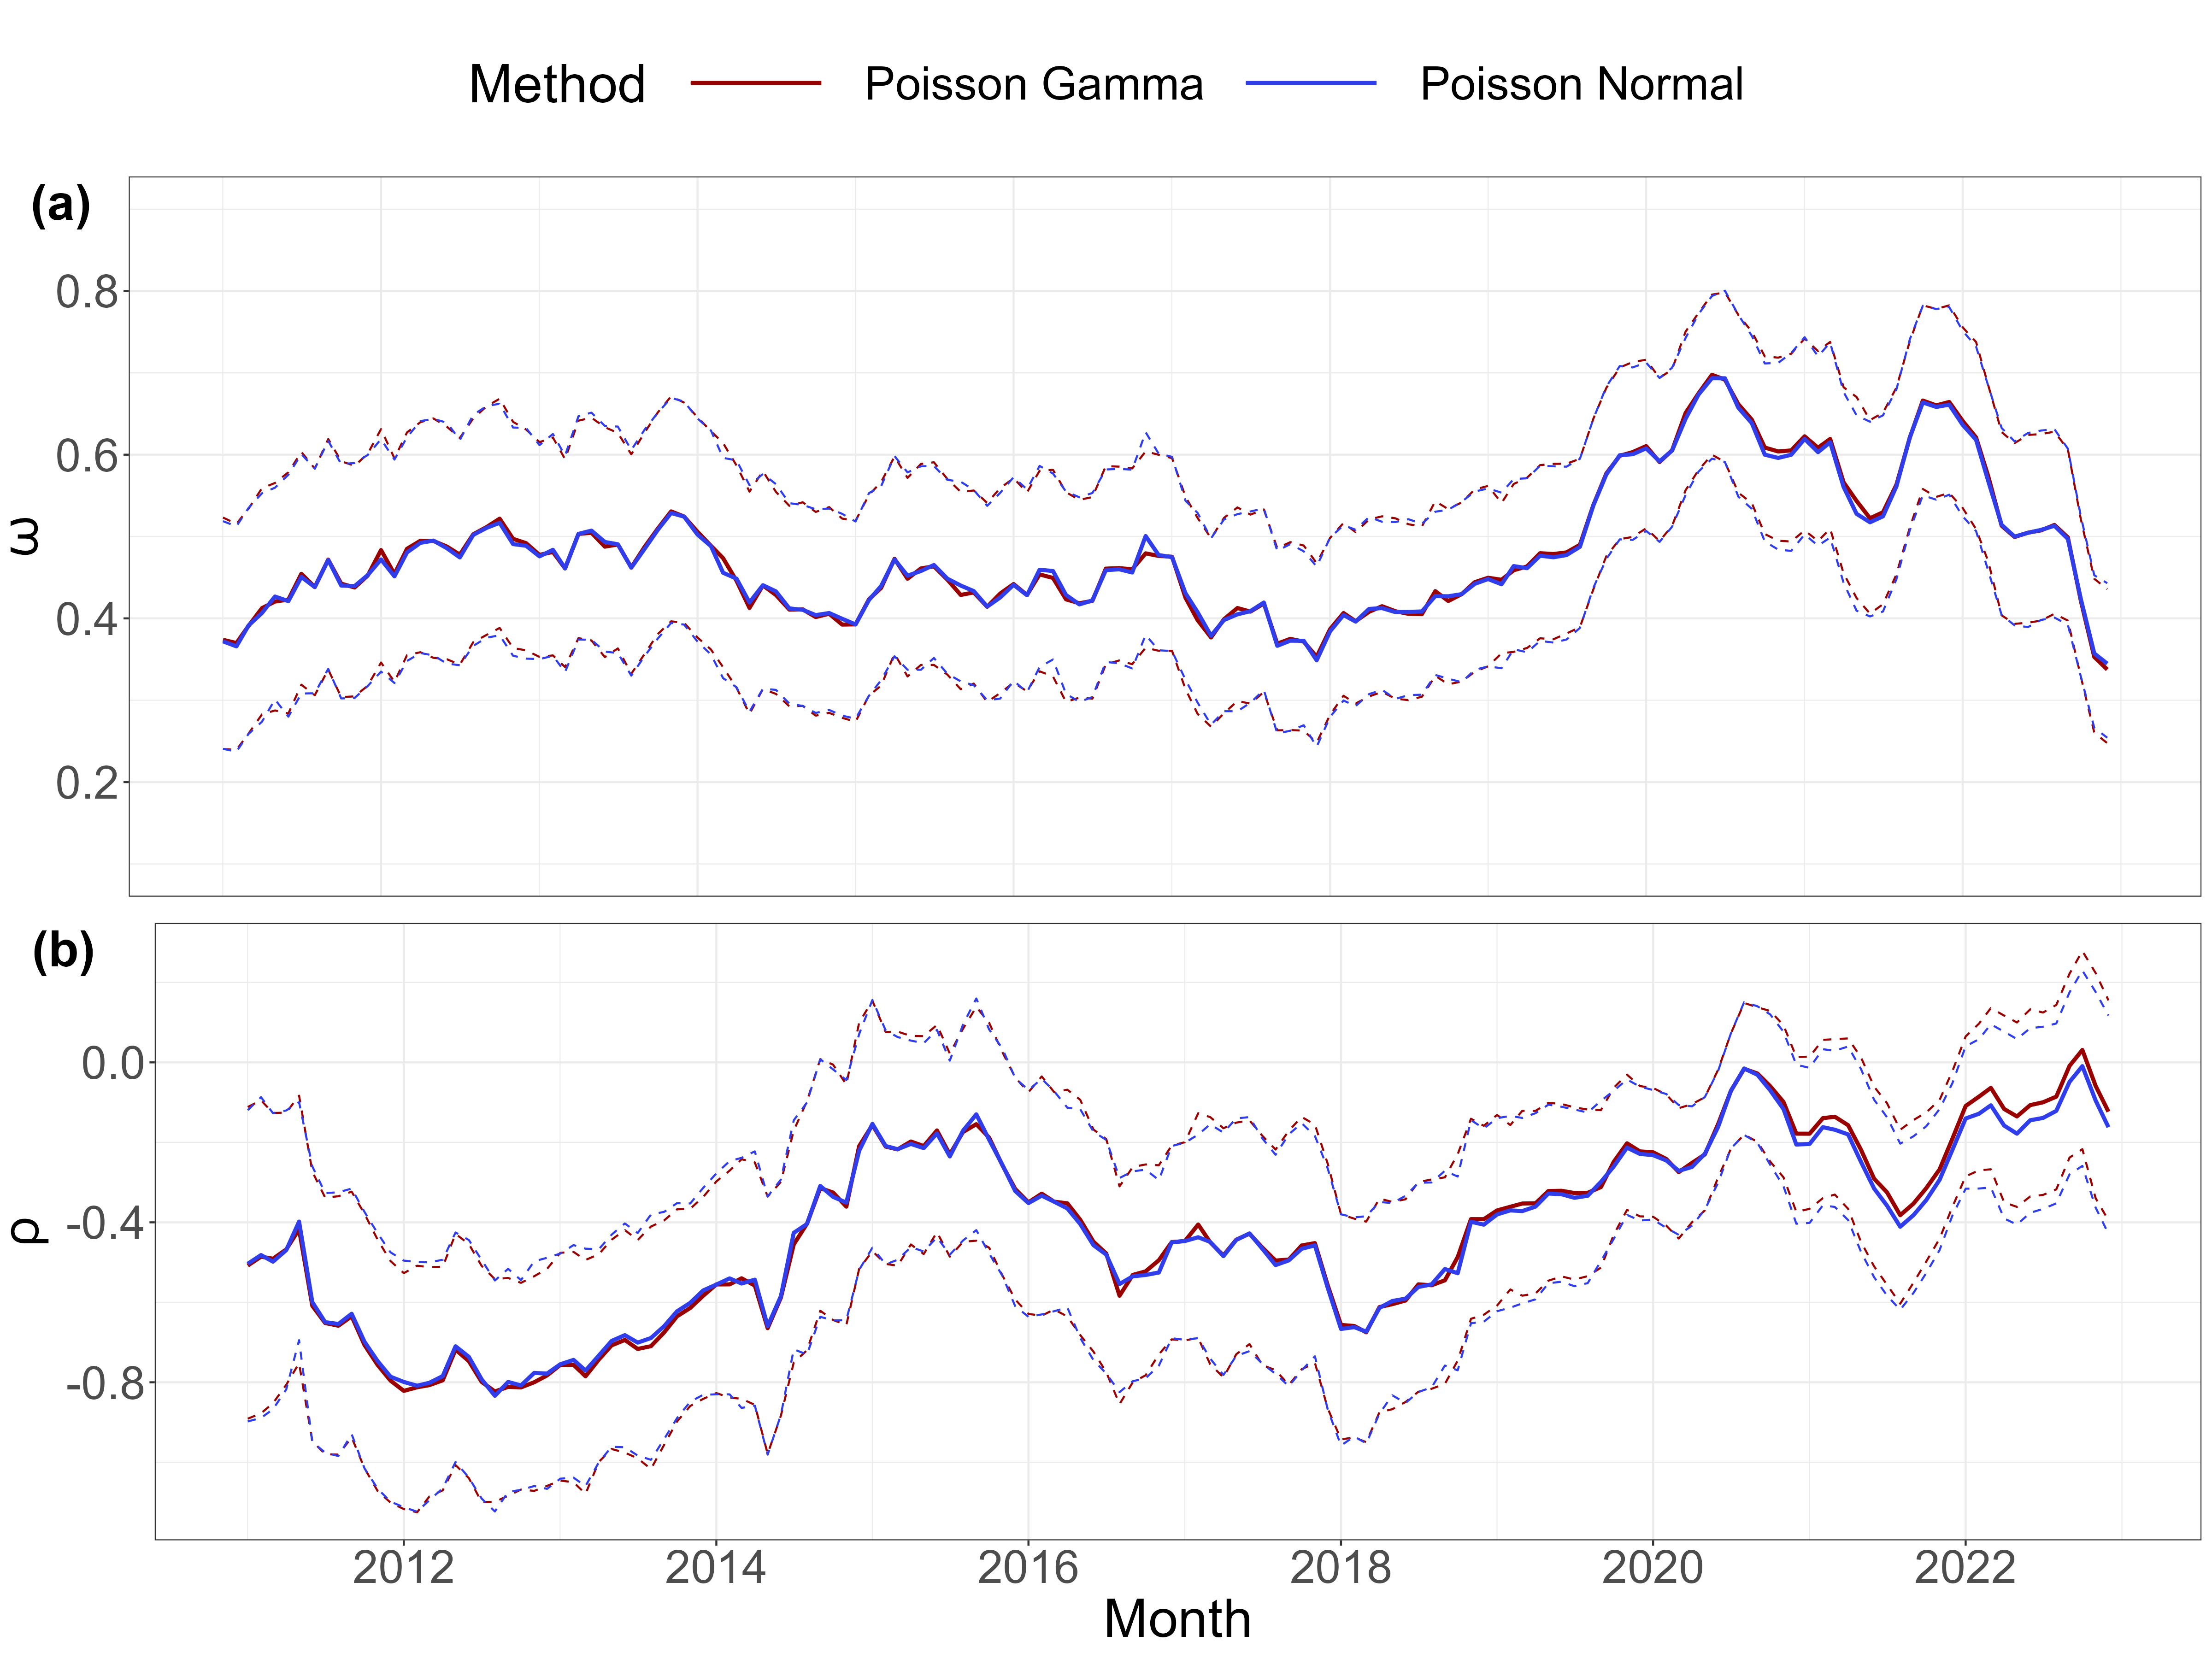 Method Poisson Gamma Poisson Normal
(a)
0.8
0.6
ω
0.4
0.2
(b)
0.0
-0.4
ρ
-0.8
2012 2014 2016 2018 2020 2022
Month